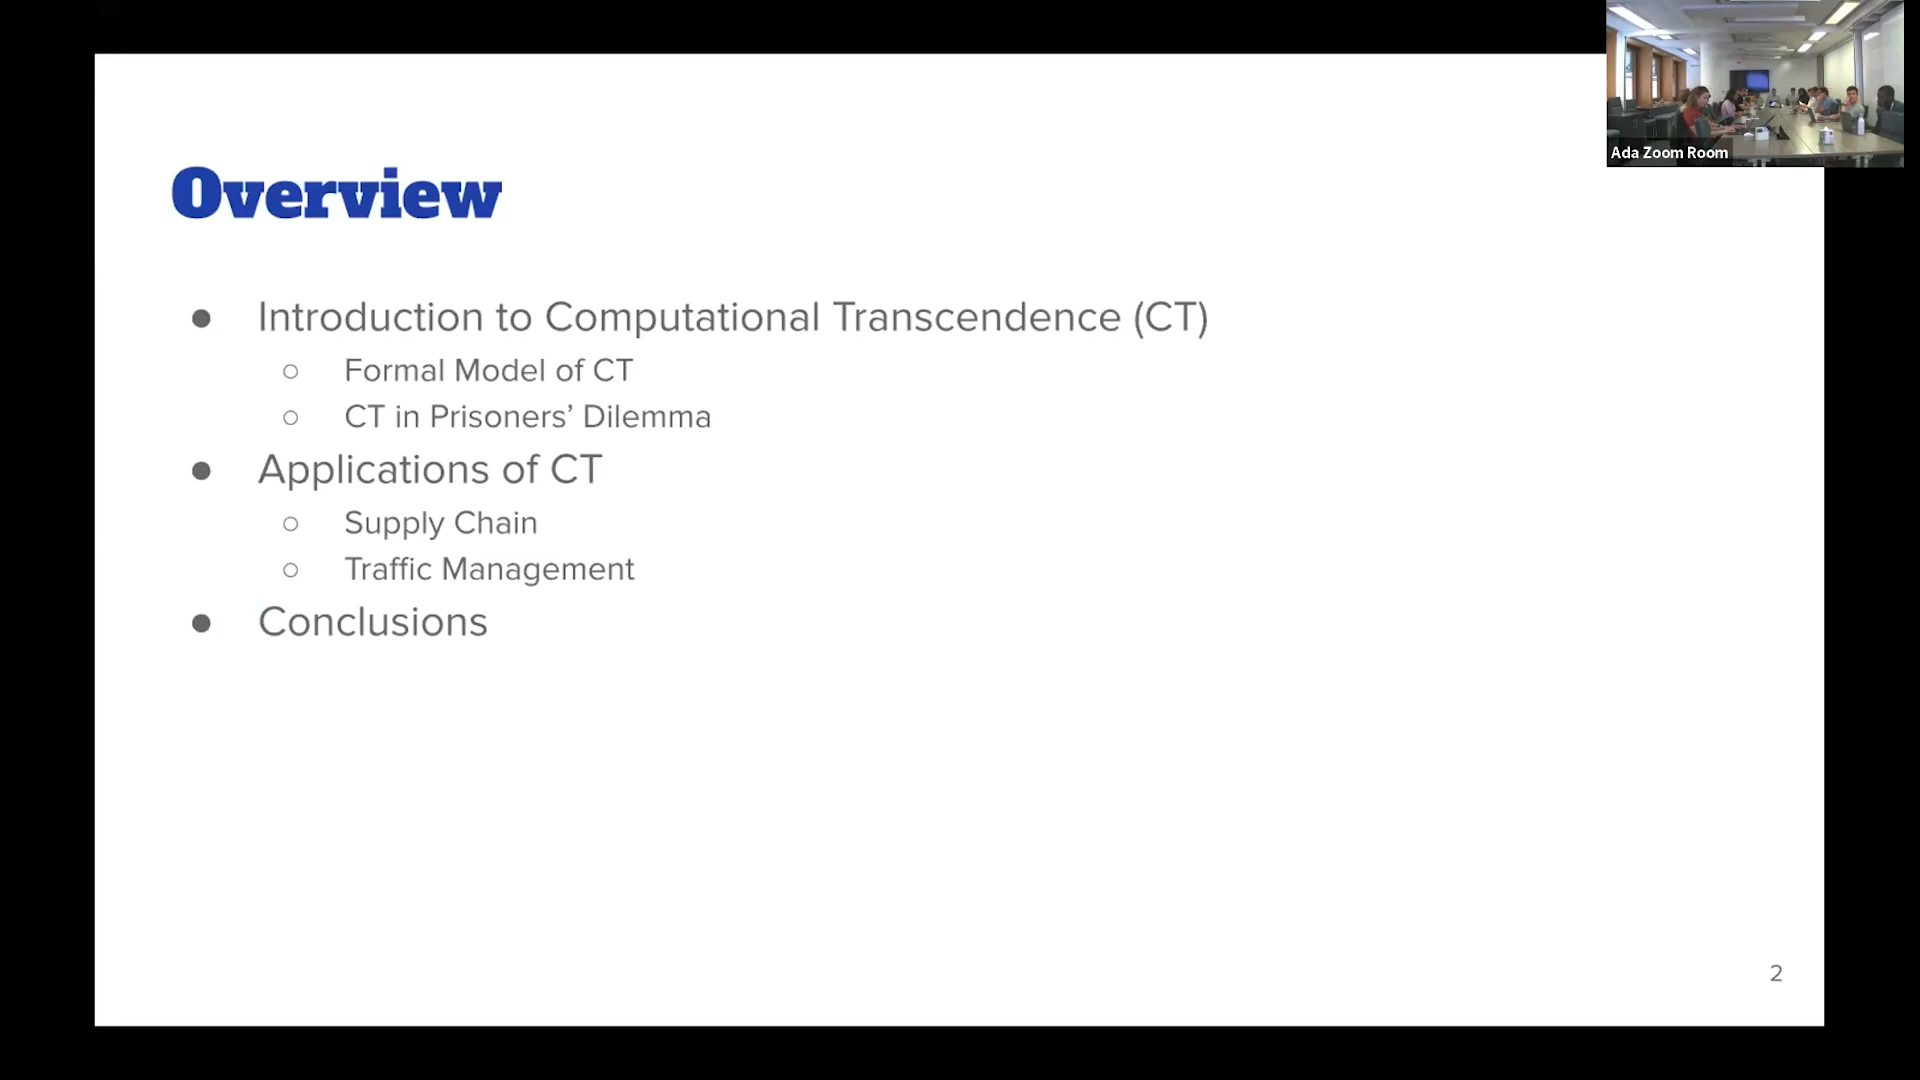 Ada Zoom Room
Overview
● Introduction to Computational Transcendence (CT)
○ Formal Model of CT
○ CT in Prisoners’ Dilemma
● Applications of CT
○ Supply Chain
○ Traffic Management
● Conclusions
2